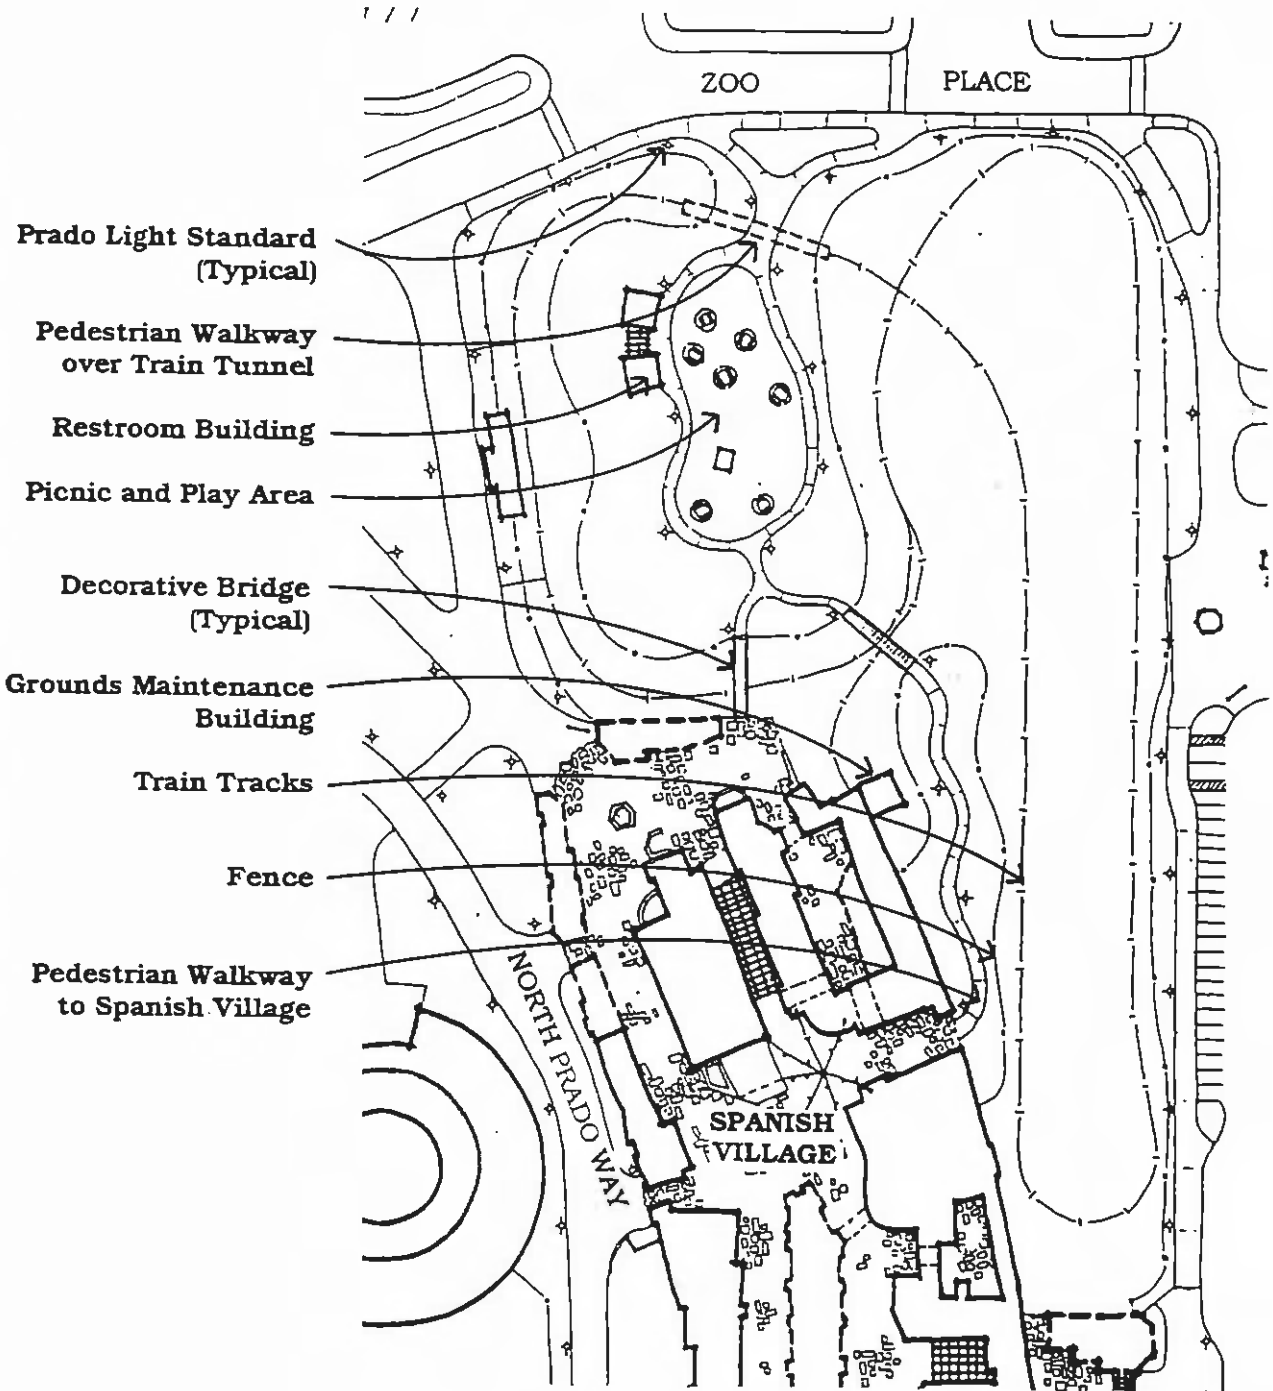 ZOO PLACE
Prado Light Standard
(Typical)
Pedestrian Walkway
over Train Tunnel
Restroom Building
Picnic and Play Area
Decorative Bridge
(Typical)
Grounds Maintenance
Building
Train Tracks
Fence
Pedestrian Walkway
to Spanish Village
NORTH PRADO WAY
SPANISH
VILLAGE